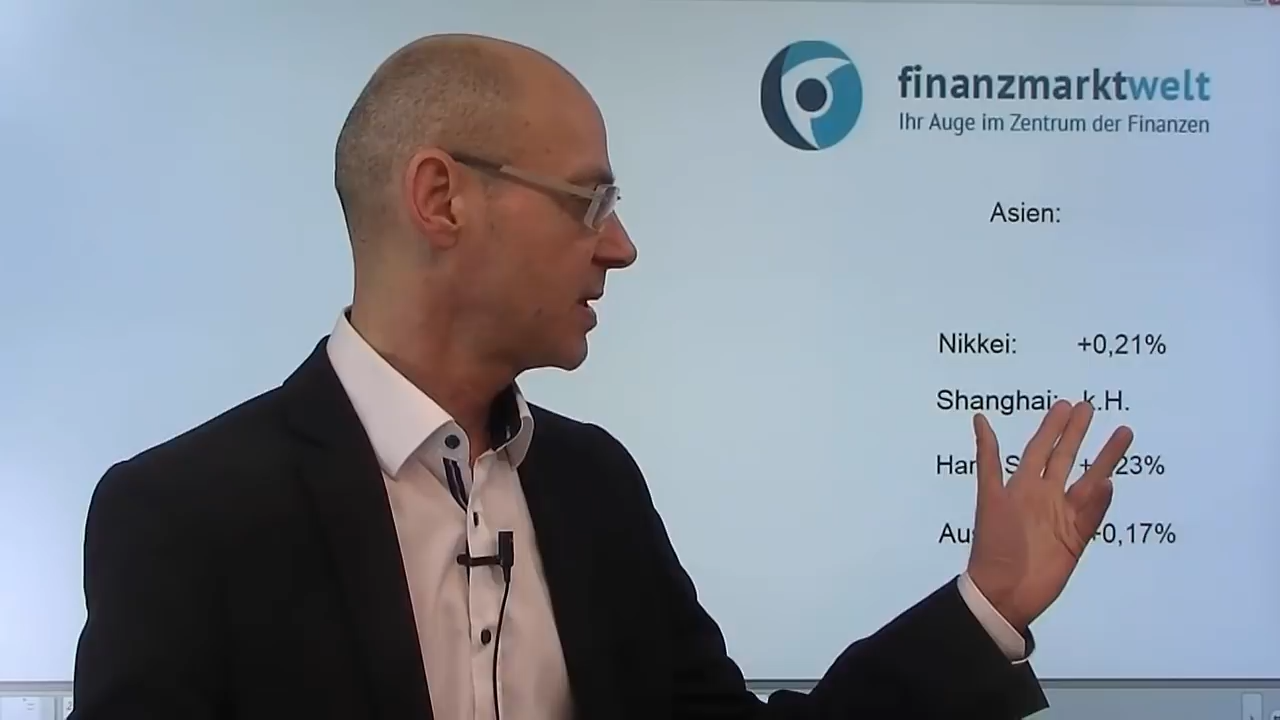 finanzmarktwelt
Ihr Auge im Zentrum der Finanzen
Asien:
Nikkei: +0,21%
Shanghai: k.H.
23%
0,17%